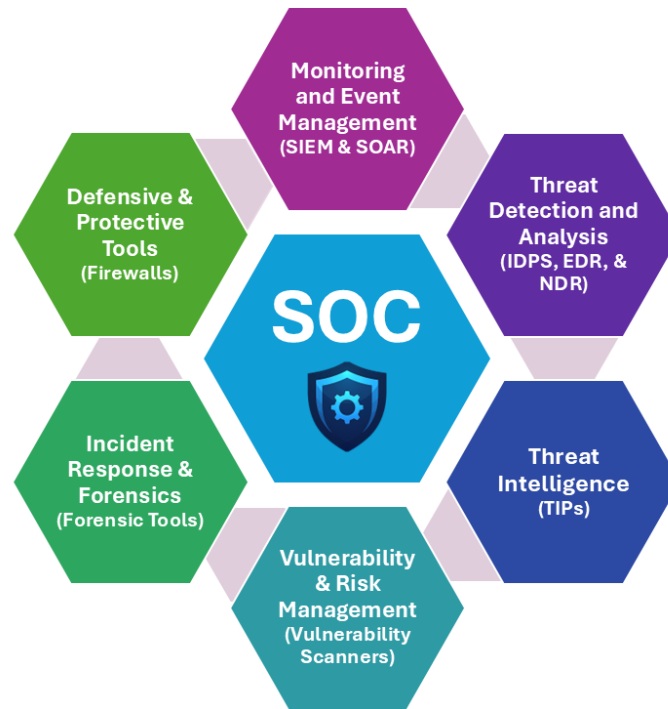 Monitoring
and Event
Management
(SIEM & SOAR)
Threat
Detection and
Analysis
(IDPS, EDR, &
NDR)
Threat
Intelligence
(TIPs)
Vulnerability
& Risk
Management
(Vulnerability
Scanners)
Incident
Response &
Forensics
(Forensic Tools)
Defensive &
Protective
Tools
(Firewalls)
SOC